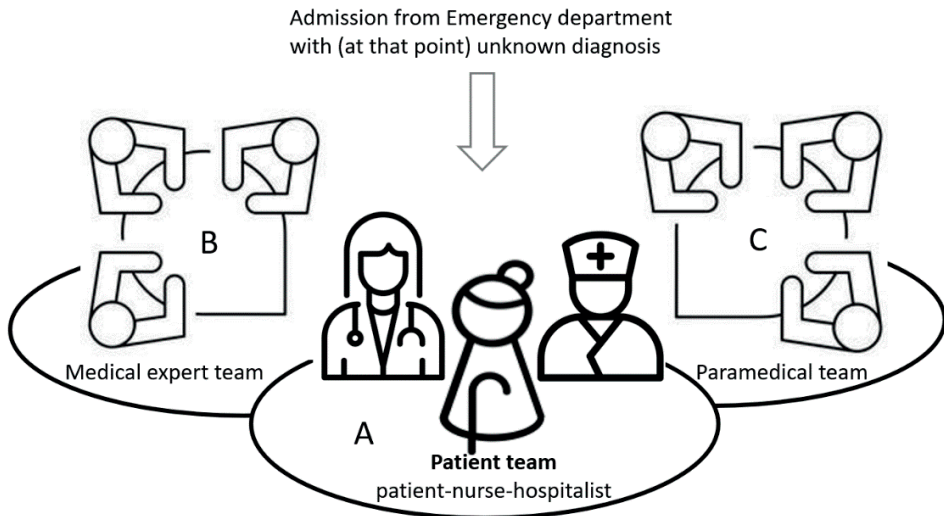 Admission from Emergency department
with (at that point) unknown diagnosis
B
C
Medical expert team
Paramedical team
A
Patient team
patient-nurse-hospitalist